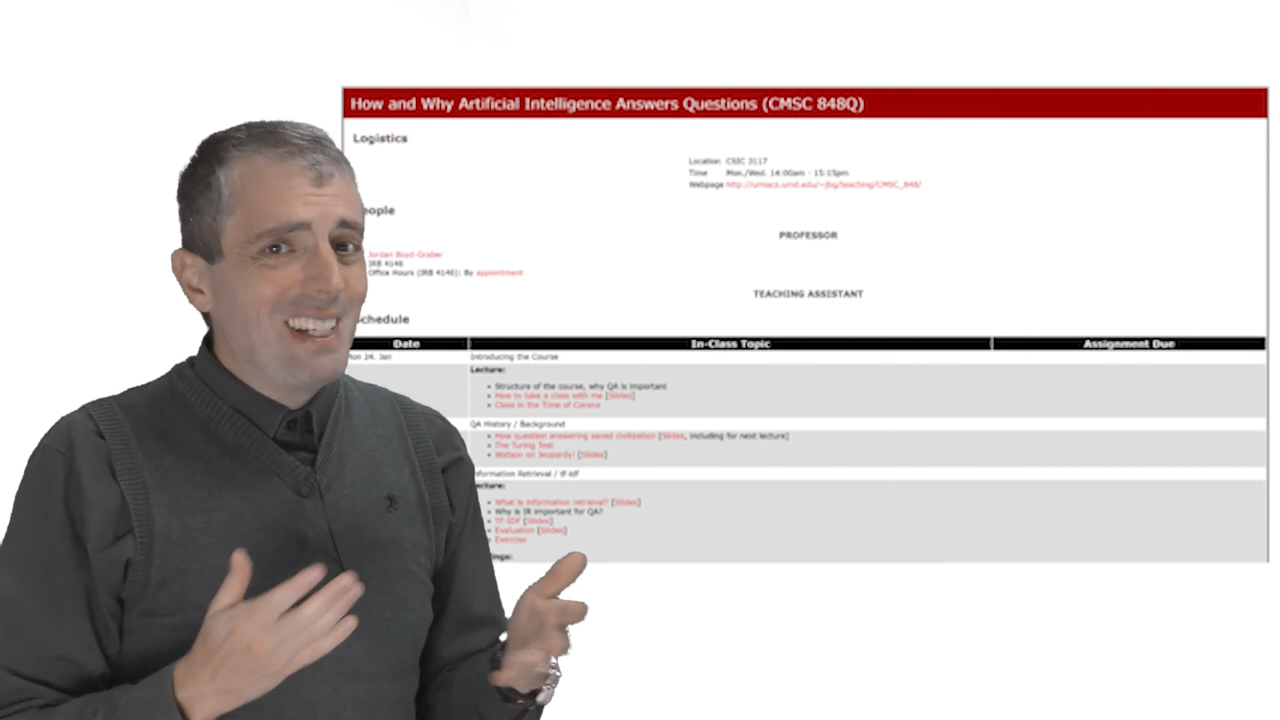 How and Why Artificial Intelligence Answers Questions (CMSC 848Q)
Logistics
Location CSIC 3117
Time Mon./Wed. 14:00am - 15:15pm
Webpage http://umiacs.umd.edu/~jbg/teaching/CMSC_848/
eople
PROFESSOR
Jordan Boyd-Graber
IRB 4146
Office Hours (IRB 4146): By appointment
TEACHING ASSISTANT
chedule
Date In-Class Topic Assignment Due
Mon 24. Jan Introducing the Course
Lecture:
• Structure of the course, why QA is important
• How to take a class with me [Slides]
• Class in the Time of Corona
QA History / Background
• How question answering saved civilization [Slides, including for next lecture]
• The Turing Test
• Watson on Jeopardy! [Slides]
nformation Retrieval / tf-idf
ecture:
• What is information retrieval? [Slides]
• Why is IR important for QA?
• TF-IDF [Slides]
• Evaluation [Slides]
• Exercise